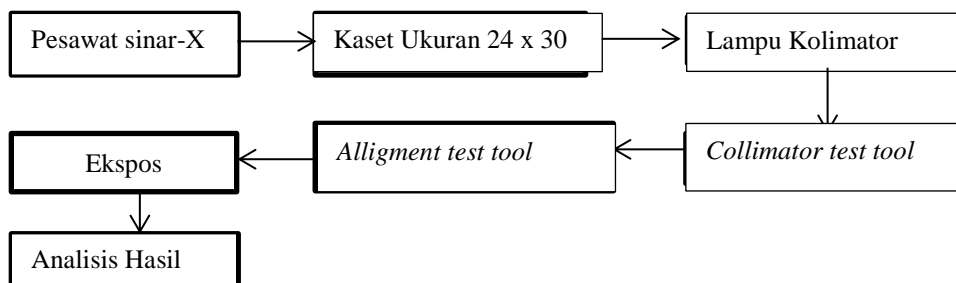 Pesawat sinar-X
Kaset Ukuran 24 x 30
Lampu Kolimator
Collimator test tool
Alligment test tool
Ekspos
Analisis Hasil